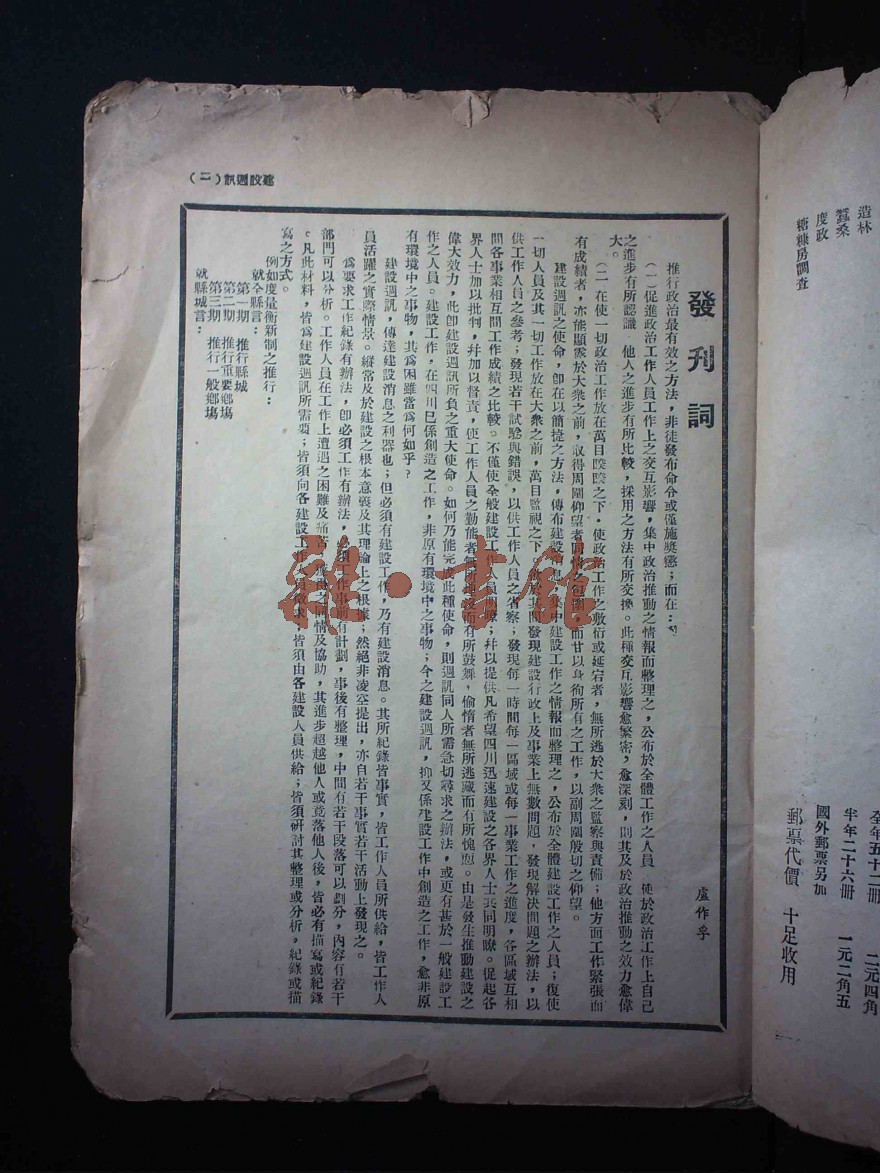 建設週訊（二）
發刊詞
盧作孚
推行政治最有效之方法，非徒發布命令或僅施獎懲；而在：
（一）促進政治工作人員工作上之交互影響，集中政治推動之情報而整理之，公布於全體工作之人員　使於政治工作上自己
之進步有所認識　他人之進步有所比較，採用之方法有所交換。此種交互影響愈繁密，愈深刻，則其及於政治推動之效力愈偉
大。
（二）在使一切政治工作放在萬目睽睽之下，使政治工作之敷衍或延宕者，無所逃於大衆之監察與責備；他方面工作緊張而
有成績者，亦能顯露於大衆之前，取得周圍仰望者同情之包圍，而甘以身徇所有之工作，以副周圍殷切之仰望。
建設週訊之使命，卽在以簡捷之方法，傳布建設消息，集中建設工作之情報而整理之，公布於全體建設工作之人員；復使
一切人員及其一切工作放在大衆之前，萬目監視之下。於其間發現建設行政上及事業上無數問題，發現解決問題之辦法，以
供工作人員之參考；發現若干試驗與錯誤，以供工作人員之省察；發現每一時間每一區域或每一事業工作之進度，各區域互相
間各事業相互間工作成績之比較。不僅使全般建設工作人員明瞭；幷以提供凡希望四川迅速建設之各界人士共同明瞭。促起各
界人士加以批判，幷加以督責，使工作人員之勤能者無所埋沒而有所鼓舞，偷惰者無所逃藏而有所愧恧。由是發生推動建設之
偉大效力，此卽建設週訊所負之重大使命。如何乃能完成此種使命，則週訊同人所需急切尋求之辦法，或更有甚於一般建設工
作之人員。建設工作，在四川已係創造之工作，非原有環境中之事物；今之建設週訊，抑又係建設工作中創造之工作，愈非原
有環境中之事物，其爲困難當爲何如乎？
建設週訊，傳達建設消息之利器也；但必須有建設工作，乃有建設消息。其所紀錄皆事實，皆工作人員所供給，皆工作人
員活躍之實際情景。縱常及於建設之根本意義及其理論上之根據；然絕非凌空提出，亦自若干事實若干活動上發現之。
爲要求工作紀錄有辦法，卽必須工作有辦法，必須工作事前有計劃，事後有整理，中間有若干段落可以劃分，內容有若干
部門可以分析。工作人員在工作上遭遇之困難及痛苦，獲得之同情及協助，其進步超越他人或竟落他人後，皆必有描寫或紀錄
。凡此材料，皆爲建設週訊所需要；皆須向各建設工作人員徵求；皆須由各建設人員供給；皆須研討其整理或分析，紀錄或描
寫之方式。
例如度量衡新制之推行：
就全縣言：
第一期　推行縣城
第二期　推行重要鄉場
第三期　推行一般鄉場
就縣城言：
造林
蠶桑
度政
糖糠房調查
全年五十二冊　二元四角
半年二十六冊　一元二角五
國外郵票另加
郵票代價　十足收用
雜·書館